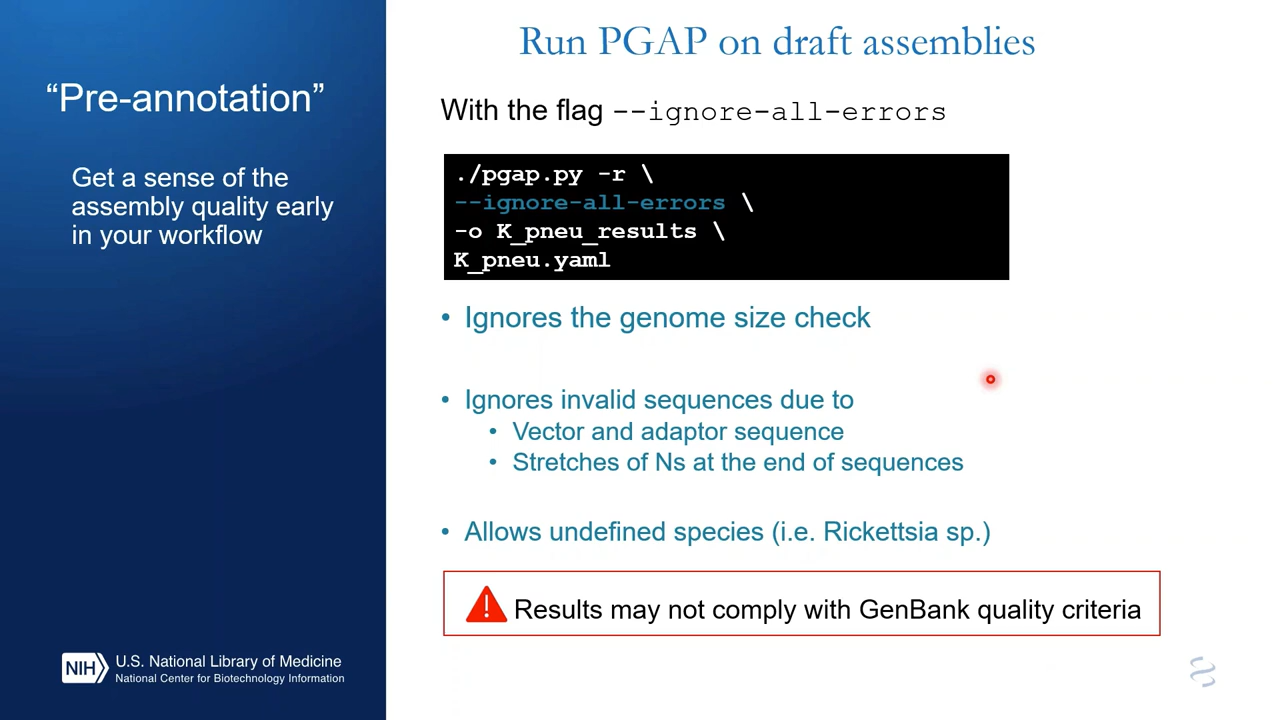 “Pre-annotation”
Get a sense of the
assembly quality early
in your workflow
NIH
U.S. National Library of Medicine
National Center for Biotechnology Information
Run PGAP on draft assemblies
With the flag --ignore-all-errors
./pgap.py -r \
--ignore-all-errors \
-o K_pneu_results \
K_pneu.yaml
• Ignores the genome size check
• Ignores invalid sequences due to
• Vector and adaptor sequence
• Stretches of Ns at the end of sequences
• Allows undefined species (i.e. Rickettsia sp.)
Results may not comply with GenBank quality criteria